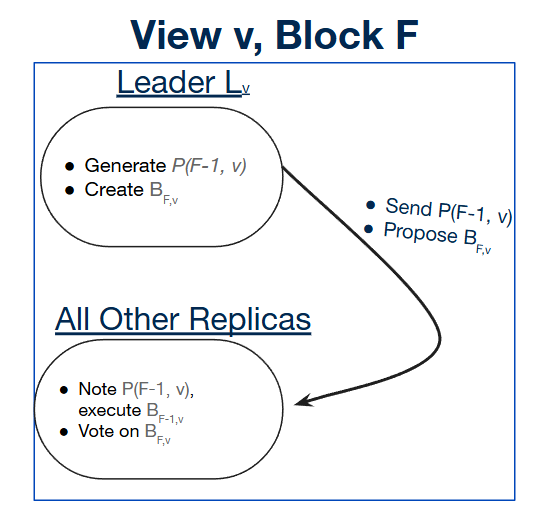 View v, Block F
Leader Lv
● Generate P(F-1, v)
● Create BF,v
● Send P(F-1, v)
● Propose BF,v
All Other Replicas
● Note P(F-1, v),
execute BF-1,v
● Vote on BF,v